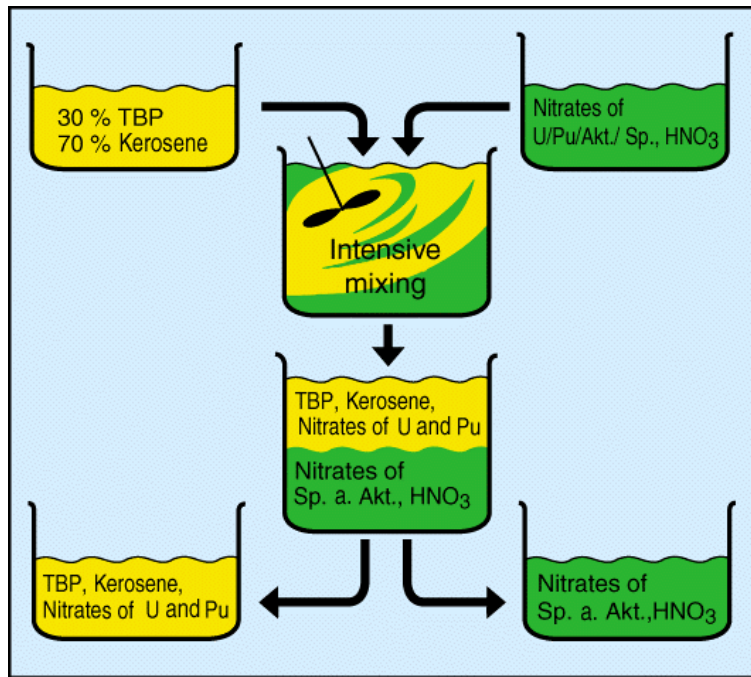 30 % TBP
70 % Kerosene
Nitrates of
U/Pu/Akt./ Sp., HNO3
Intensive
mixing
TBP, Kerosene,
Nitrates of U and Pu
Nitrates of
Sp. a. Akt., HNO3
TBP, Kerosene,
Nitrates of U and Pu
Nitrates of
Sp. a. Akt.,HNO3